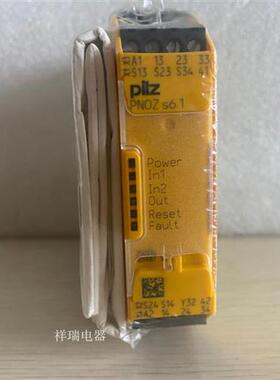 A1 13 23 33
S13 S23 S34 41
pilz
PNOZ s6.1
Power
In1
In2
Out
Reset
Fault
S24 S14 Y32 42
A2 14 24 34
祥瑞电器